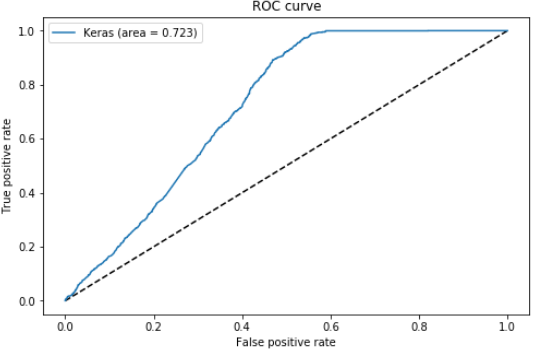 ROC curve
Keras (area = 0.723)
1.0
0.8
0.6
0.4
0.2
0.0
True positive rate
0.0 0.2 0.4 0.6 0.8 1.0
False positive rate